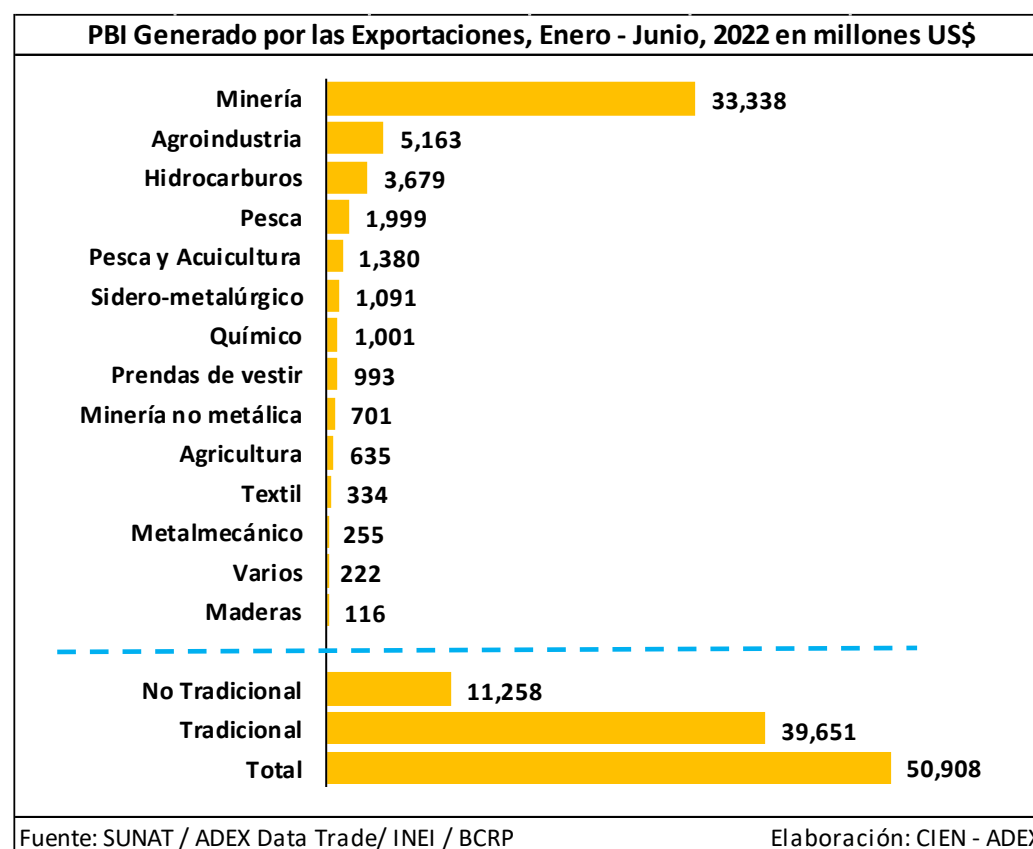 PBI Generado por las Exportaciones, Enero - Junio, 2022 en millones US$
Minería 33,338
Agroindustria 5,163
Hidrocarburos 3,679
Pesca 1,999
Pesca y Acuicultura 1,380
Sidero-metalúrgico 1,091
Químico 1,001
Prendas de vestir 993
Minería no metálica 701
Agricultura 635
Textil 334
Metalmecánico 255
Varios 222
Maderas 116
No Tradicional 11,258
Tradicional 39,651
Total 50,908
Fuente: SUNAT / ADEX Data Trade/ INEI / BCRP Elaboración: CIEN - ADEX